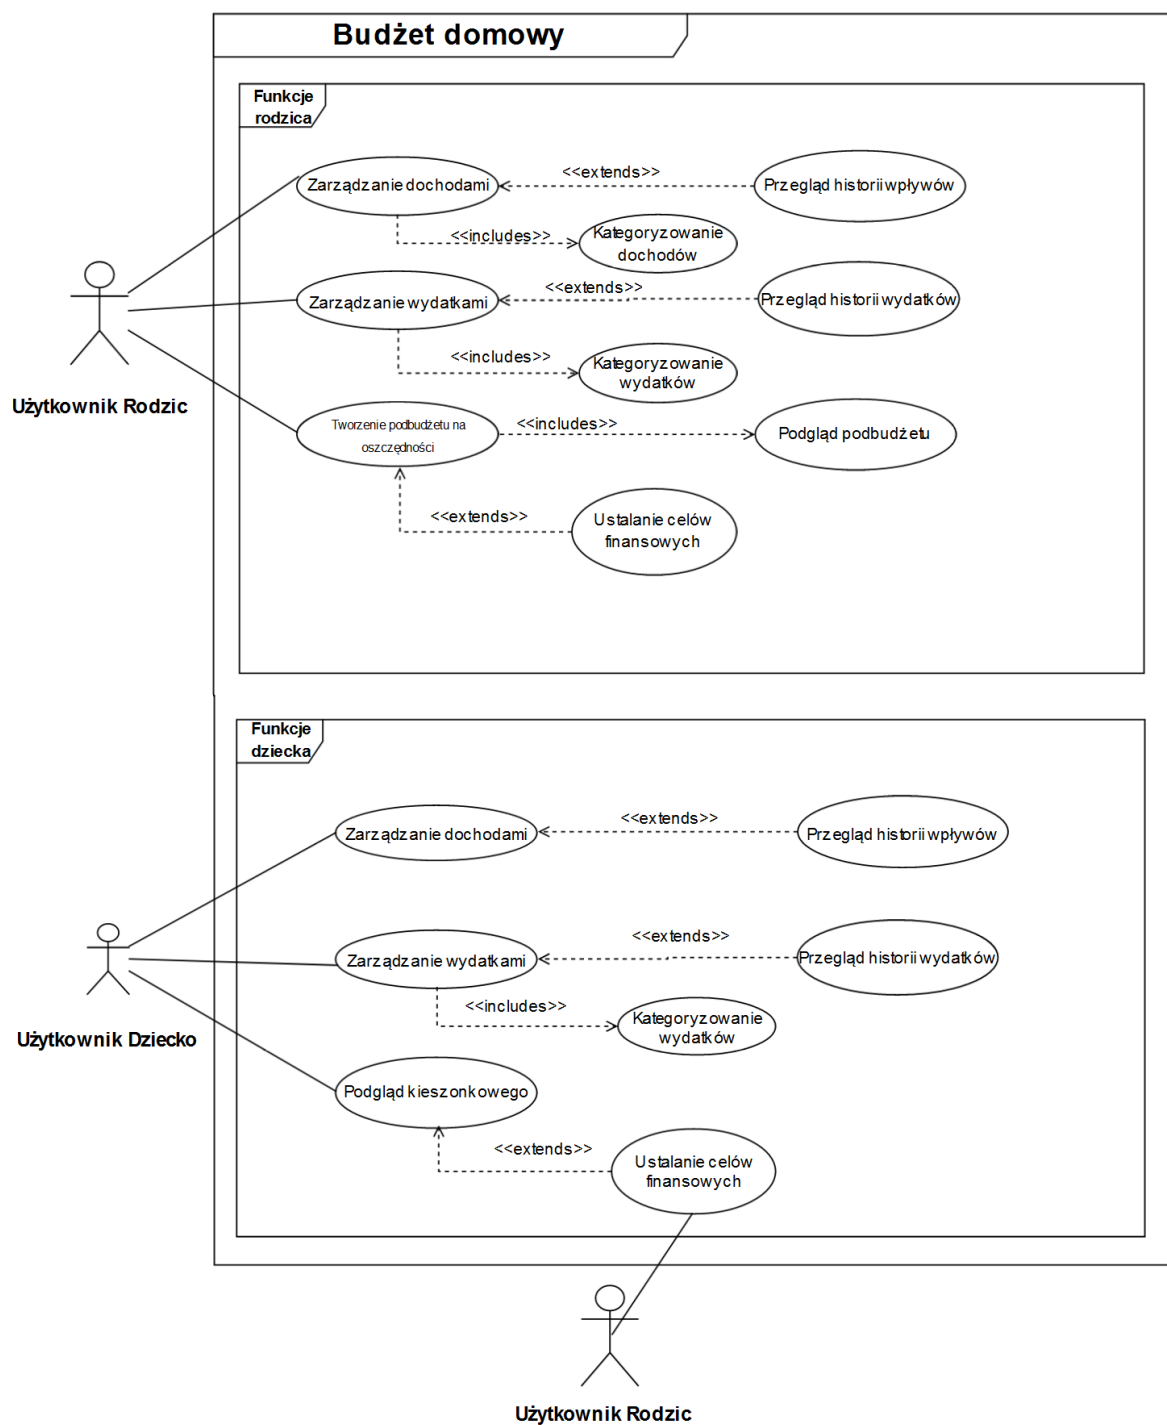 Budżet domowy
Funkcje
rodzica
Zarządzanie dochodami
<<extends>>
Przegląd historii wpływów
<<includes>>
Kategoryzowanie
dochodów
Zarządzanie wydatkami
<<extends>>
Przegląd historii wydatków
<<includes>>
Kategoryzowanie
wydatków
Użytkownik Rodzic
Tworzenie podbudżetu na
oszczędności
<<includes>>
Podgląd podbudżetu
<<extends>>
Ustalanie celów
finansowych
Funkcje
dziecka
Zarządzanie dochodami
<<extends>>
Przegląd historii wpływów
Zarządzanie wydatkami
<<extends>>
Przegląd historii wydatków
<<includes>>
Kategoryzowanie
wydatków
Użytkownik Dziecko
Podgląd kieszonkowego
<<extends>>
Ustalanie celów
finansowych
Użytkownik Rodzic